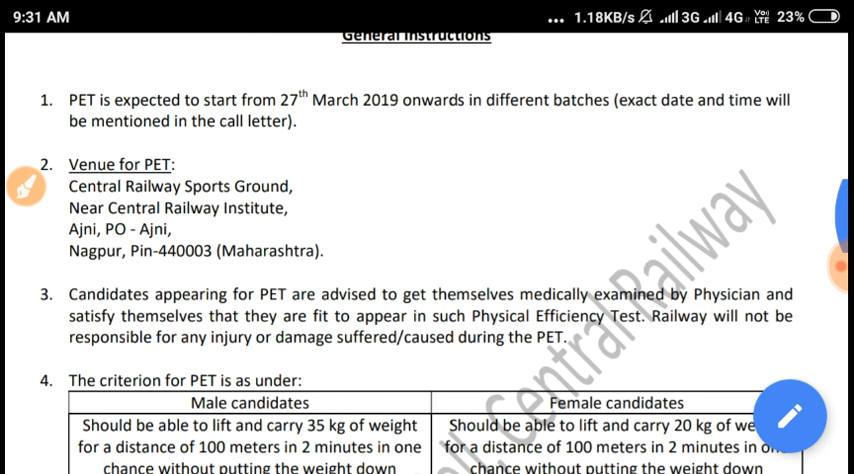 9:31 AM
... 1.18KB/s 3G 4G VoLTE 23%
General Instructions
1. PET is expected to start from 27th March 2019 onwards in different batches (exact date and time will
be mentioned in the call letter).
2. Venue for PET:
Central Railway Sports Ground,
Near Central Railway Institute,
Ajni, PO - Ajni,
Nagpur, Pin-440003 (Maharashtra).
3. Candidates appearing for PET are advised to get themselves medically examined by Physician and
satisfy themselves that they are fit to appear in such Physical Efficiency Test. Railway will not be
responsible for any injury or damage suffered/caused during the PET.
4. The criterion for PET is as under:
Male candidates
Female candidates
Should be able to lift and carry 35 kg of weight
for a distance of 100 meters in 2 minutes in one
chance without putting the weight down
Should be able to lift and carry 20 kg of we
for a distance of 100 meters in 2 minutes in
chance without putting the weight down
Central Railway